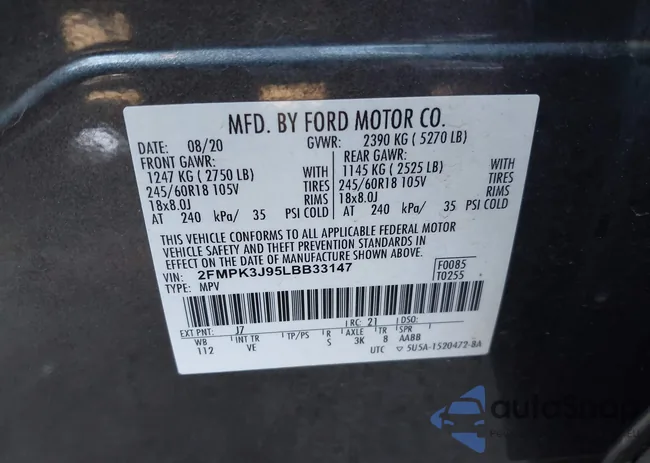 MFD. BY FORD MOTOR CO.
DATE: 08/20 GVWR: 2390 KG ( 5270 LB)
FRONT GAWR: REAR GAWR:
1247 KG ( 2750 LB) WITH 1145 KG ( 2525 LB) WITH
245/60R18 105V TIRES 245/60R18 105V TIRES
18x8.0J RIMS 18x8.0J RIMS
AT 240 kPa/ 35 PSI COLD AT 240 kPa/ 35 PSI COLD
THIS VEHICLE CONFORMS TO ALL APPLICABLE FEDERAL MOTOR
VEHICLE SAFETY AND THEFT PREVENTION STANDARDS IN
EFFECT ON THE DATE OF MANUFACTURE SHOWN ABOVE.
VIN: 2FMPK3J95LBB33147 F0085
TYPE: MPV T0255
EXT PNT: J7 RC: 21 DSO:
WB INT TR TP/PS R AXLE TR SPR
112 VE S 3K 8 AABB
UTC ▽ 5U5A-1520472-BA
autoSnap